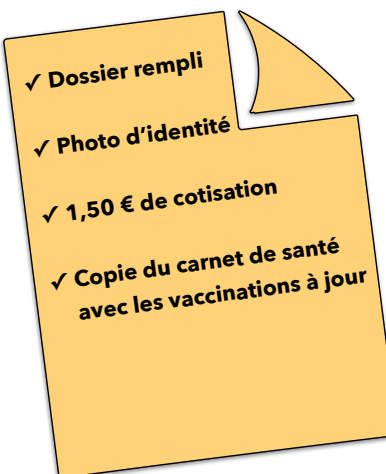 ✓ Dossier rempli
✓ Photo d’identité
✓ 1,50 € de cotisation
✓ Copie du carnet de santé
avec les vaccinations à jour